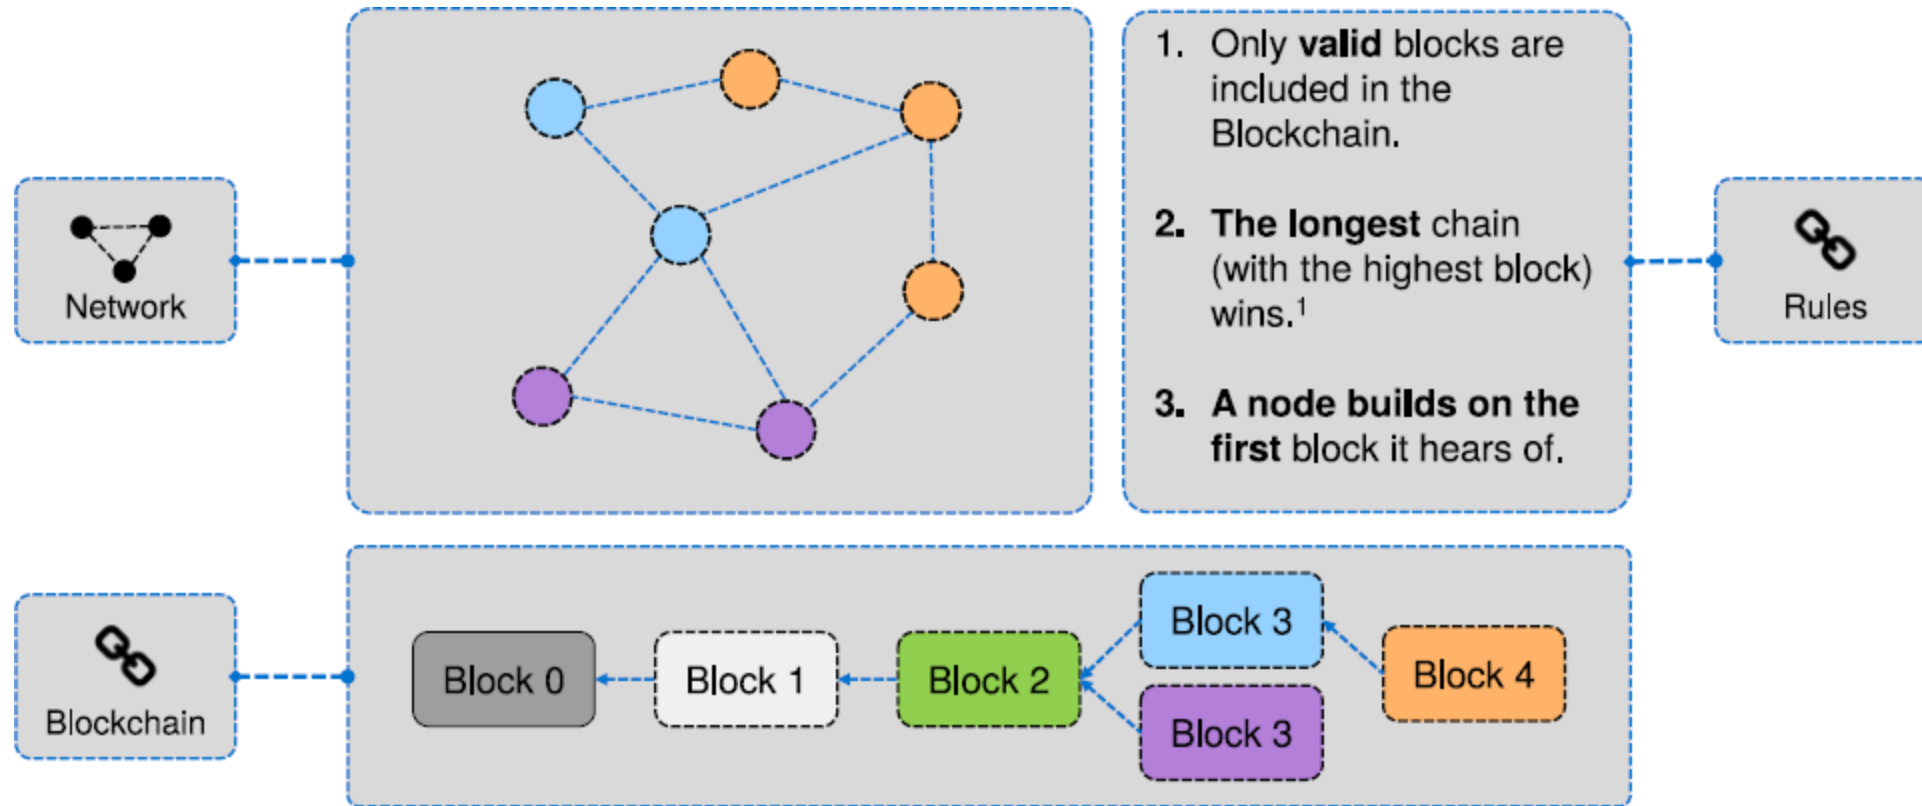 Network
1. Only valid blocks are
included in the
Blockchain.
2. The longest chain
(with the highest block)
wins.¹
3. A node builds on the
first block it hears of.
Rules
Blockchain
Block 0
Block 1
Block 2
Block 3
Block 3
Block 4